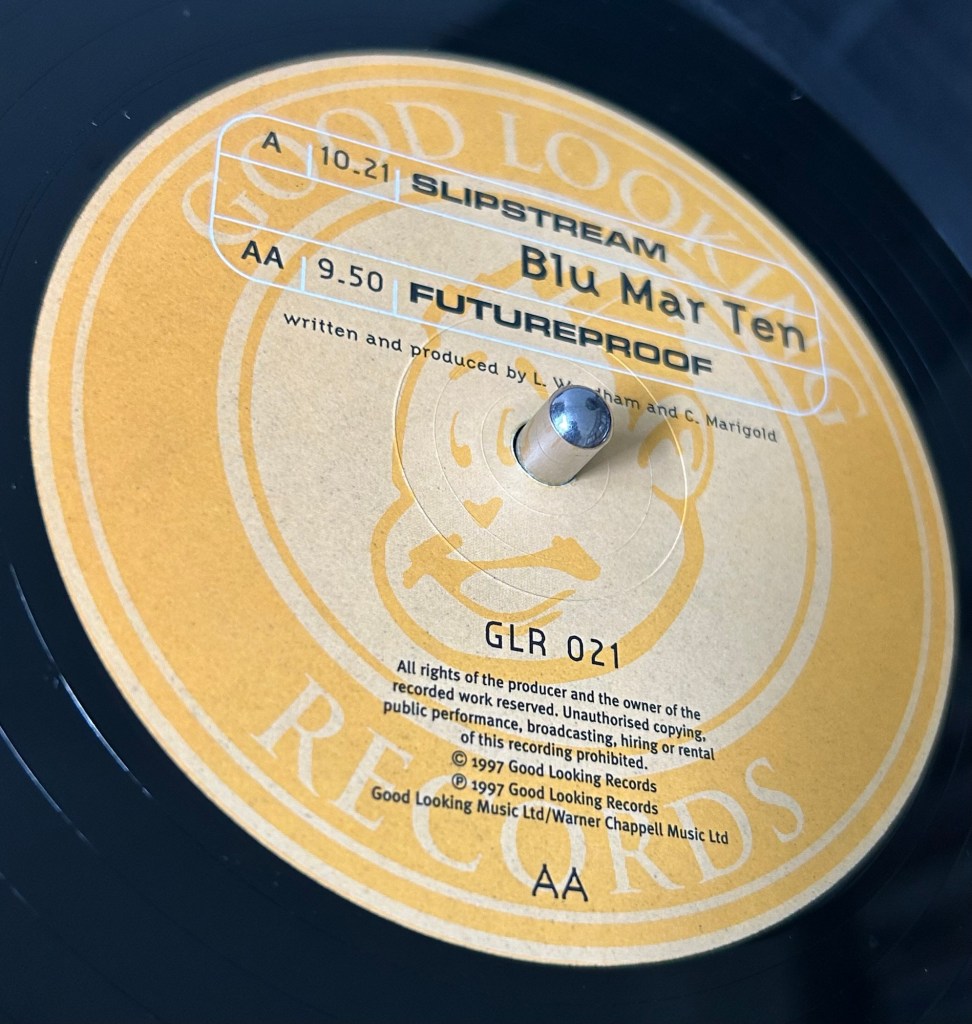 GOOD LOOKING
A 10.21 SLIPSTREAM
Blu Mar Ten
AA 9.50 FUTUREPROOF
written and produced by L. and C. Marigold
GLR 021
All rights of the producer and the owner of the
recorded work reserved. Unauthorised copying,
public performance, broadcasting, hiring or rental
of this recording prohibited.
© 1997 Good Looking Records
℗ 1997 Good Looking Records
Good Looking Music Ltd/Warner Chappell Music Ltd
RECORDS
AA